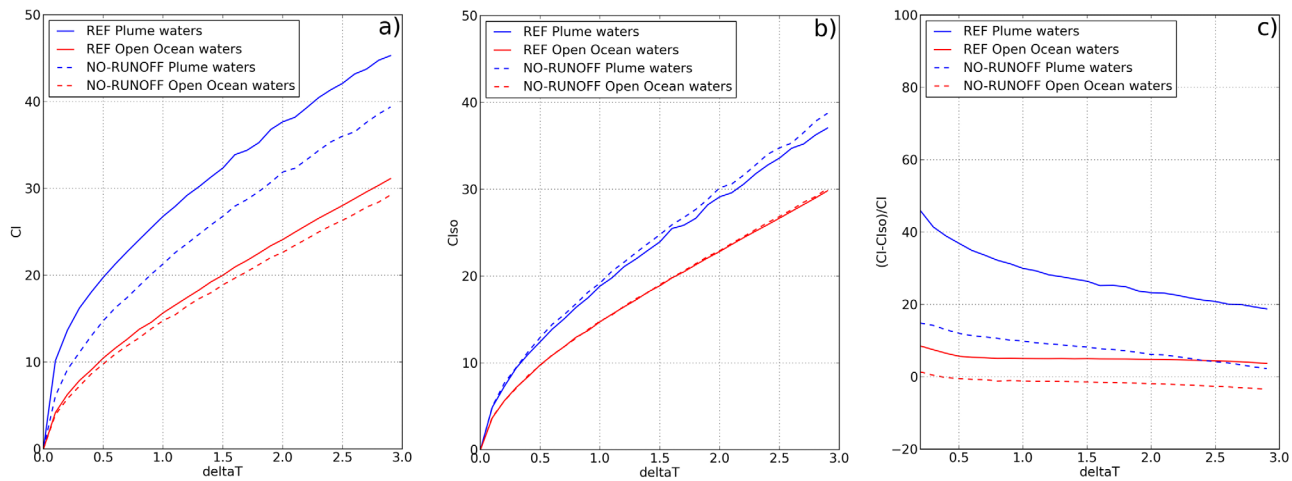 a)
REF Plume waters
REF Open Ocean waters
NO-RUNOFF Plume waters
NO-RUNOFF Open Ocean waters
50
40
30
20
10
0
CI
0.0 0.5 1.0 1.5 2.0 2.5 3.0
deltaT
b)
REF Plume waters
REF Open Ocean waters
NO-RUNOFF Plume waters
NO-RUNOFF Open Ocean waters
50
40
30
20
10
0
CIso
0.0 0.5 1.0 1.5 2.0 2.5 3.0
deltaT
c)
REF Plume waters
REF Open Ocean waters
NO-RUNOFF Plume waters
NO-RUNOFF Open Ocean waters
100
80
60
40
20
0
−20
(CI-CIso)/CI
0.5 1.0 1.5 2.0 2.5 3.0
deltaT